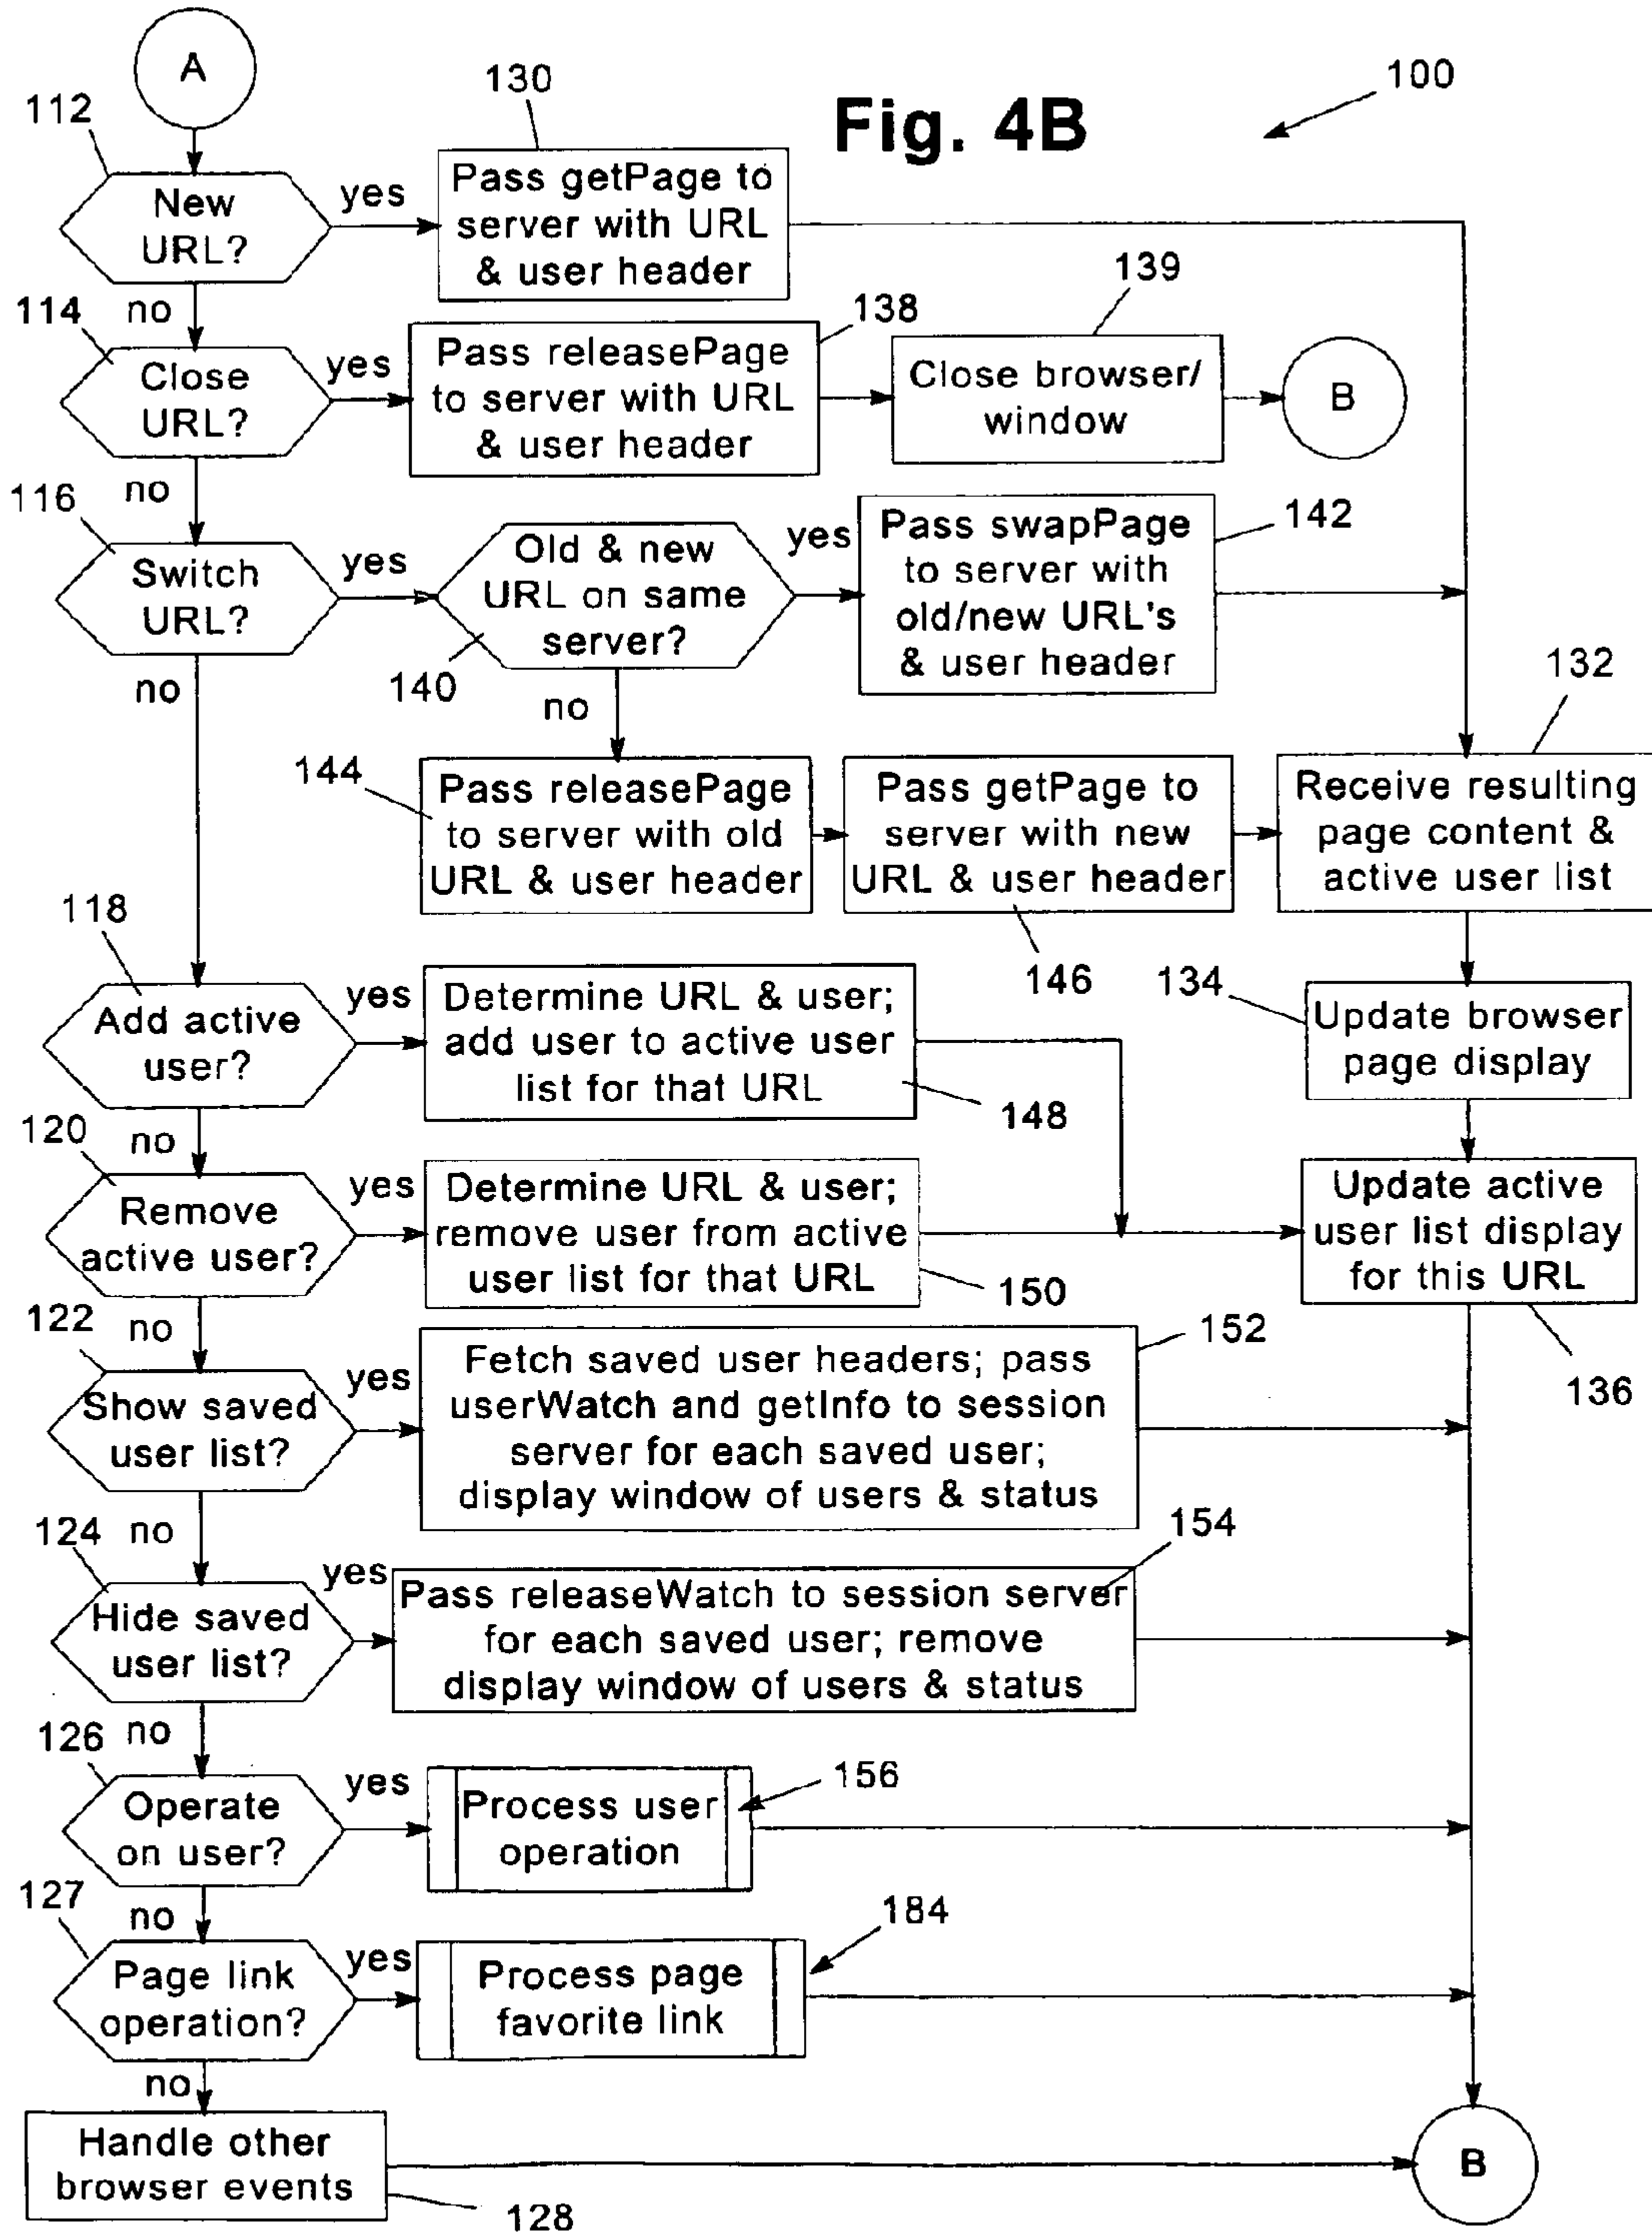 A
130
100
112
Fig. 4B
New
URL?
yes
Pass getPage to
server with URL
& user header
139
114
no
138
Close
URL?
yes
Pass releasePage
to server with URL
& user header
Close browser/
window
B
116
no
Switch
URL?
yes
Old & new
URL on same
server?
140
yes
Pass swapPage
to server with
old/new URL's
& user header
142
no
no
132
144
Pass releasePage
to server with old
URL & user header
Pass getPage to
server with new
URL & user header
Receive resulting
page content &
active user list
118
146
134
Add active
user?
yes
Determine URL & user;
add user to active user
list for that URL
148
Update browser
page display
120
no
Remove
active user?
yes
Determine URL & user;
remove user from active
user list for that URL
150
Update active
user list display
for this URL
136
122
no
152
Show saved
user list?
yes
Fetch saved user headers; pass
userWatch and getInfo to session
server for each saved user;
display window of users & status
124
no
154
Hide saved
user list?
yes
Pass releaseWatch to session server
for each saved user; remove
display window of users & status
126
no
Operate
on user?
yes
Process user
operation
156
127
no
184
Page link
operation?
yes
Process page
favorite link
no
Handle other
browser events
128
B